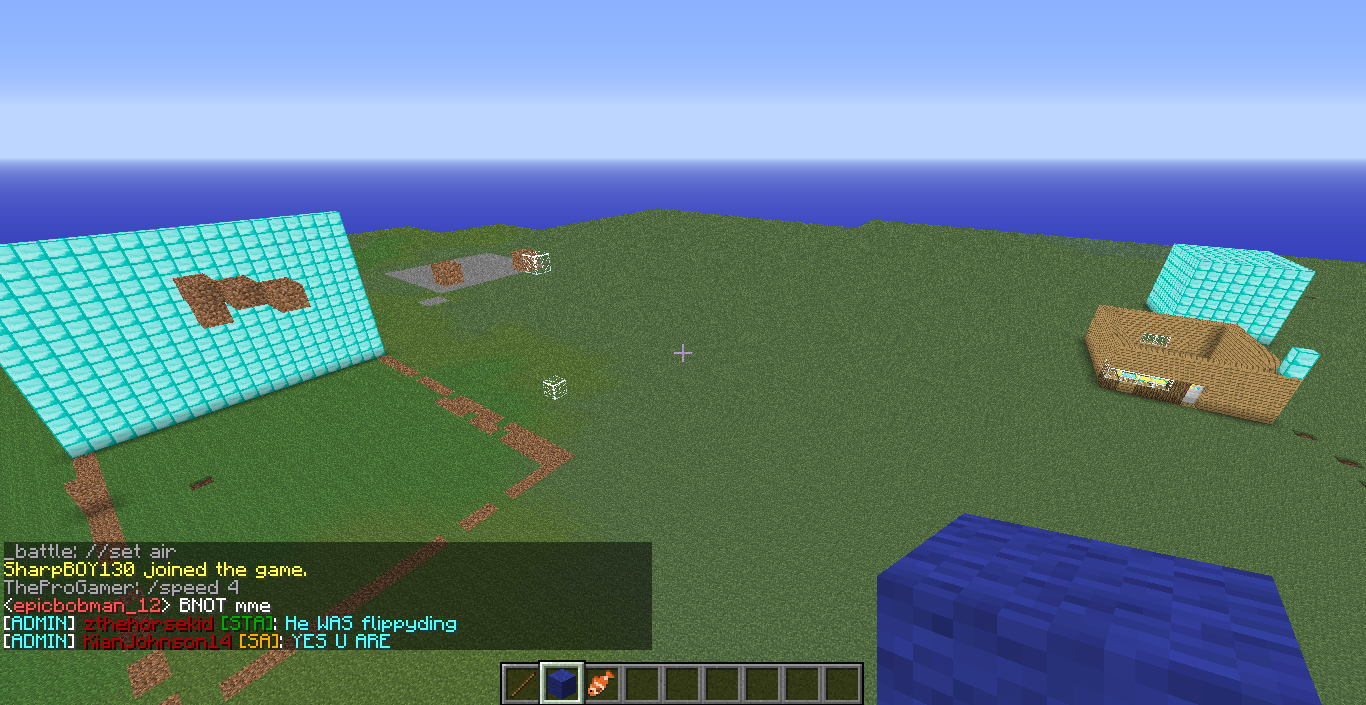 _battle: //set air
SharpBOY130 joined the game.
TheProGamer: /speed 4
<epicbobman_12> BNOT mme
[ADMIN] zthehorsekid [STA]: He WAS flippyding
[ADMIN] KianJohnson14 [SA]: YES U ARE